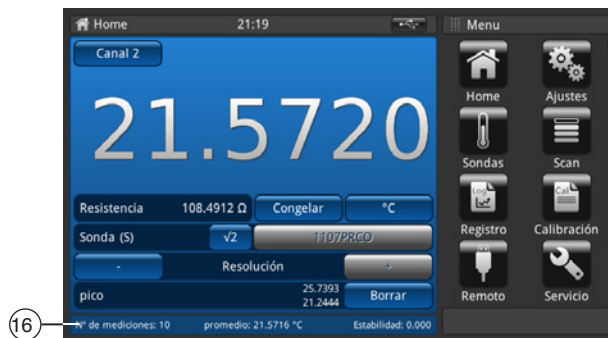 Home 21:19 Menu
Canal 2
21.5720
Home Ajustes
Sondas Scan
Resistencia 108.4912 Ω Congelar °C
Sonda (S) √2 1107PRCO
Log Cal
Registro Calibración
- Resolución +
pico 25.7393 Borrar
21.2444
Remoto Servicio
16
N° de mediciones: 10 promedio: 21.5716 °C Estabilidad: 0.000